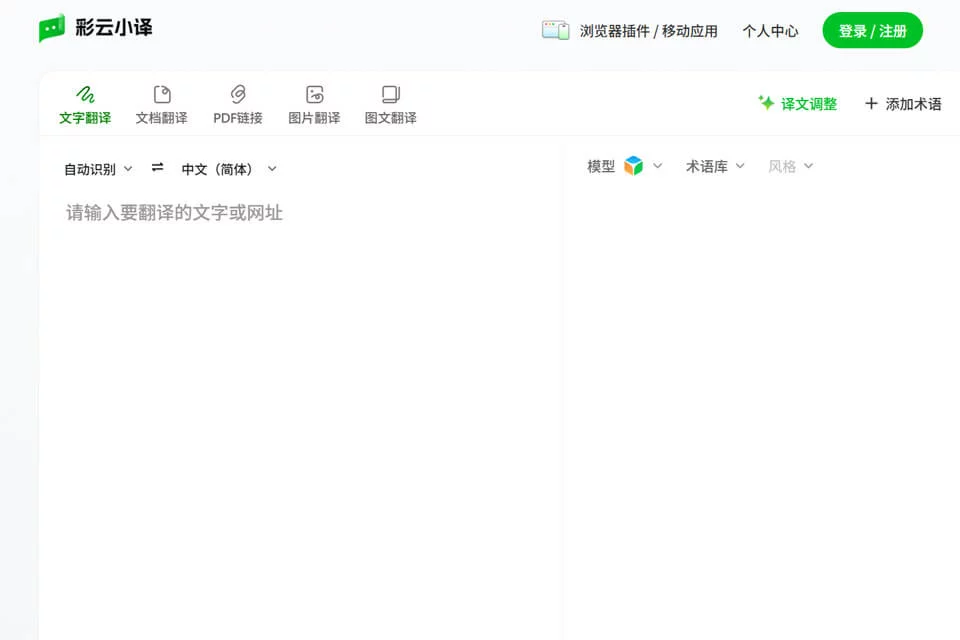 彩云小译
浏览器插件 / 移动应用
个人中心
登录 / 注册
文字翻译
文档翻译
PDF链接
图片翻译
图文翻译
译文调整
添加术语
自动识别
中文（简体）
模型
术语库
风格
请输入要翻译的文字或网址